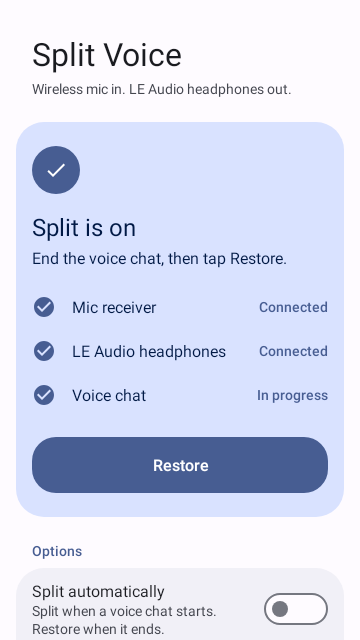 Split Voice
Wireless mic in. LE Audio headphones out.
Split is on
End the voice chat, then tap Restore.
Mic receiver Connected
LE Audio headphones Connected
Voice chat In progress
Restore
Options
Split automatically
Split when a voice chat starts.
Restore when it ends.